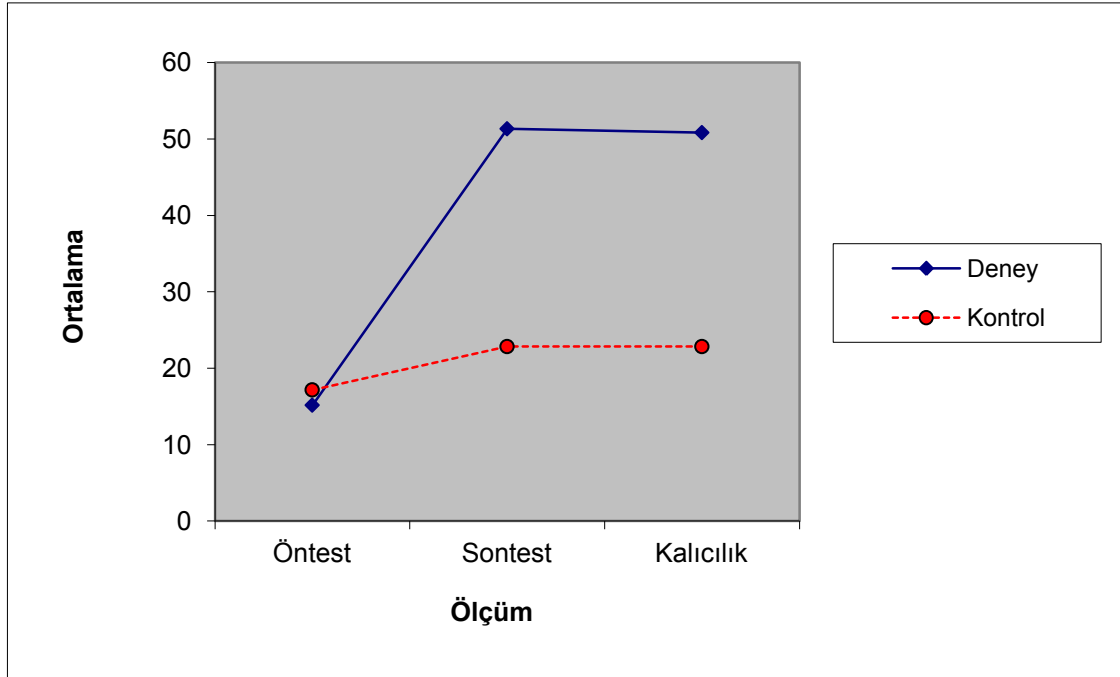 60
50
40
30
20
10
0
Ortalama
Öntest
Sontest
Kalıcılık
Ölçüm
Deney
Kontrol